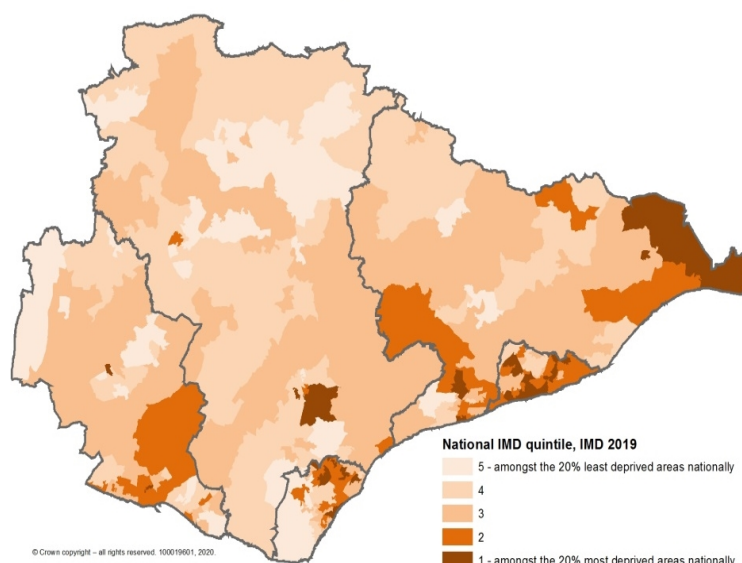 National IMD quintile, IMD 2019
5 - amongst the 20% least deprived areas nationally
4
3
2
1 - amongst the 20% most deprived areas nationally
© Crown copyright – all rights reserved. 100019601, 2020.